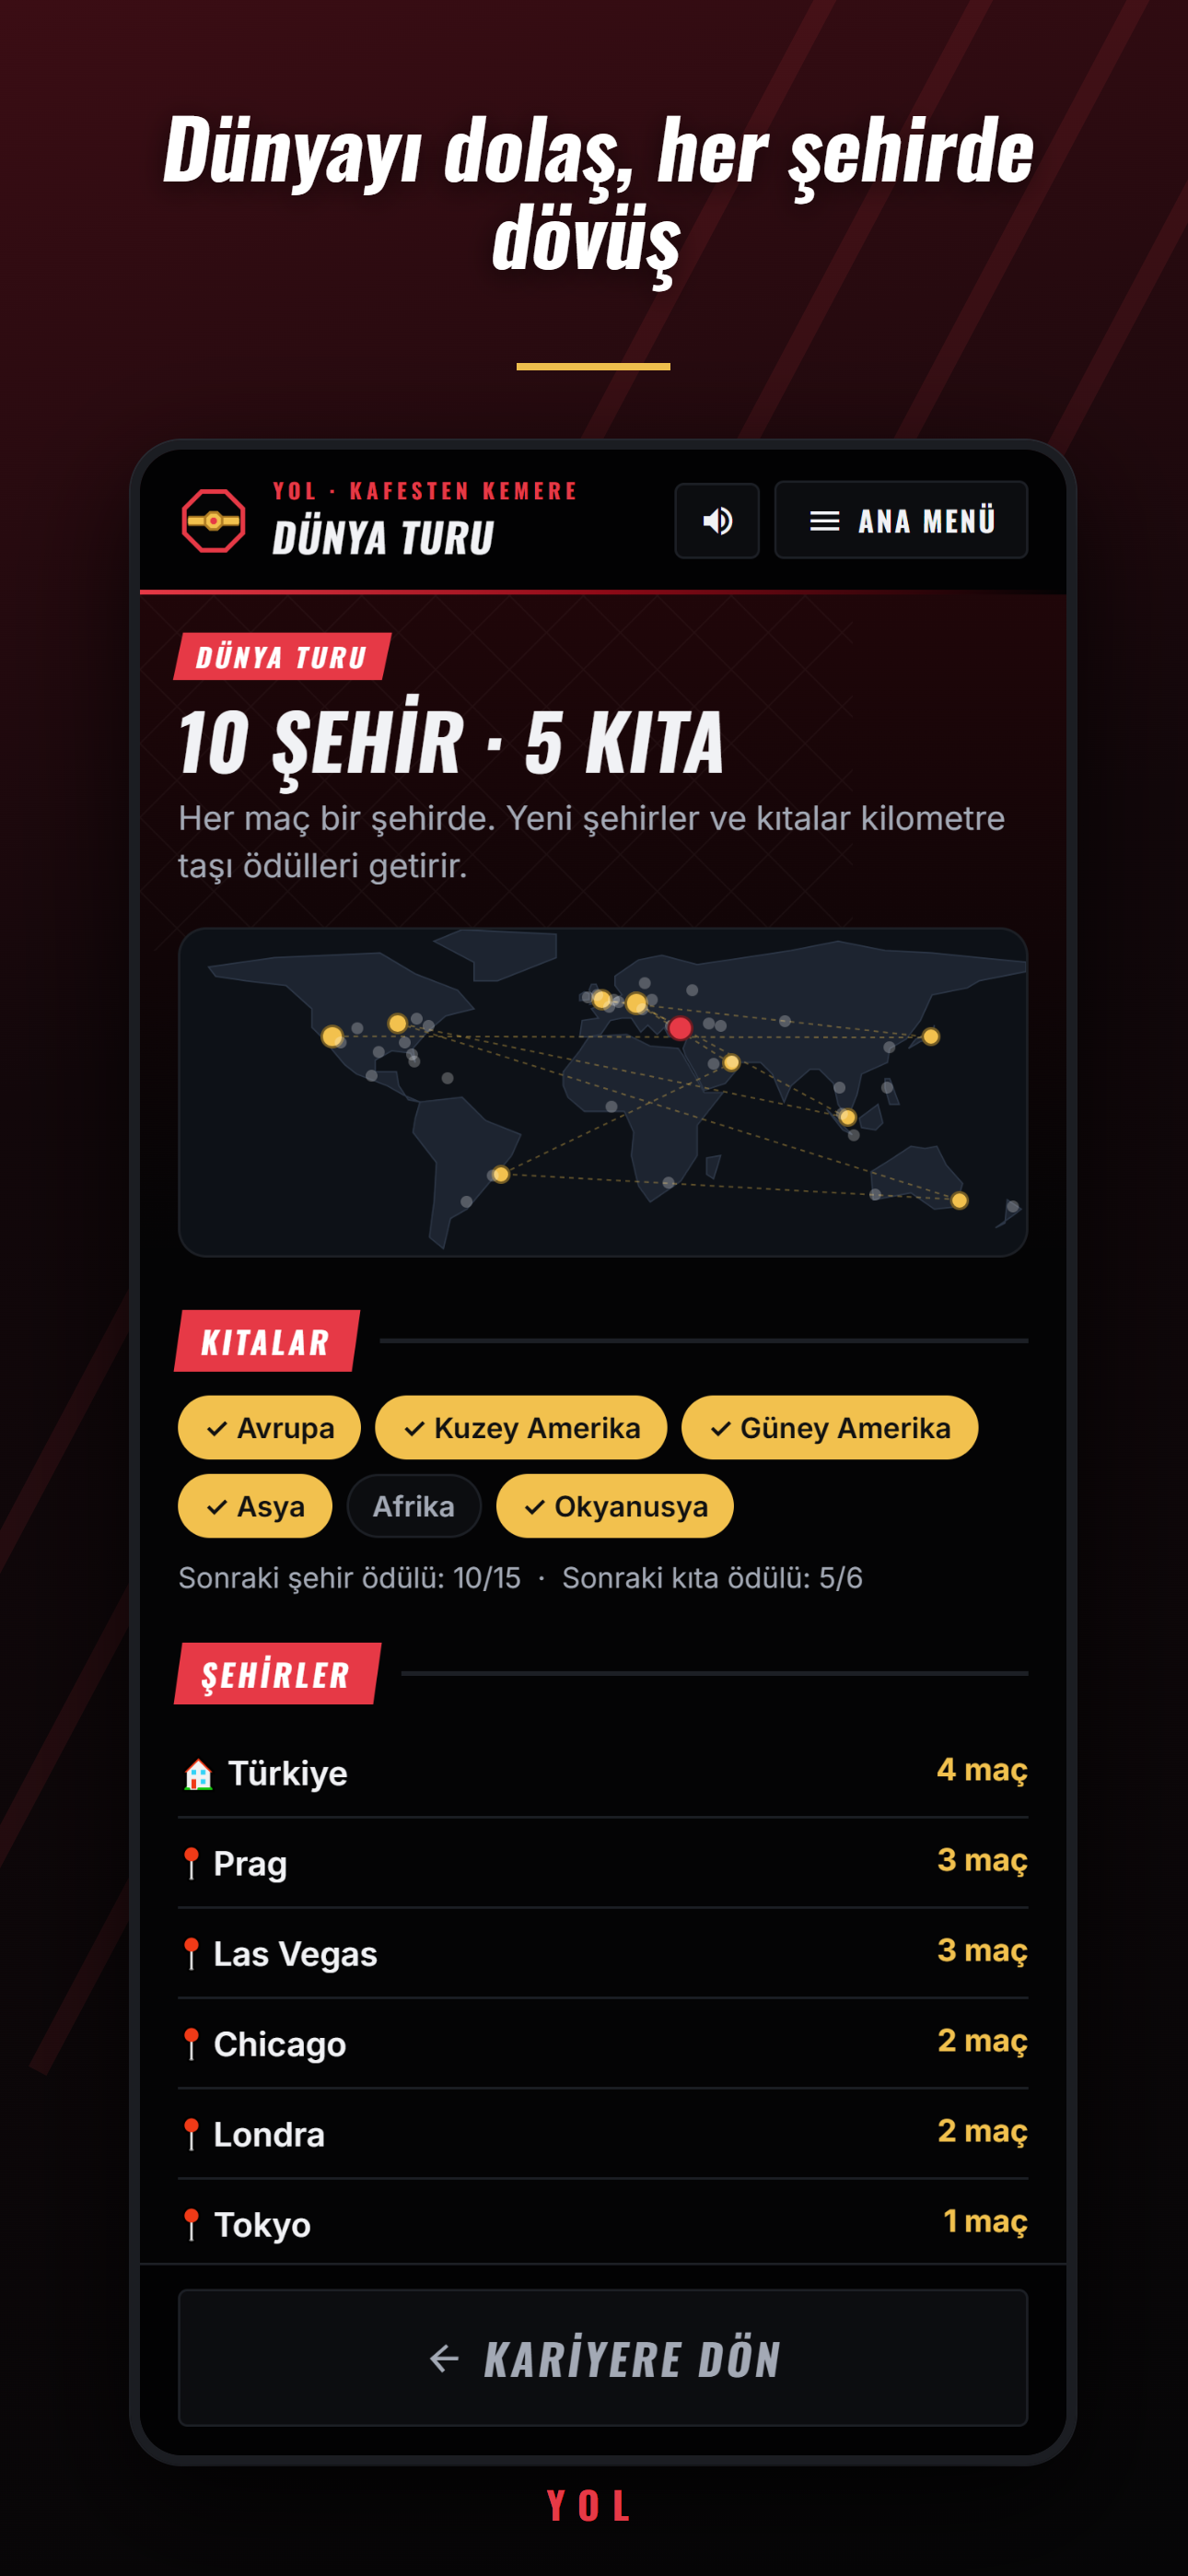 Dünyayı dolaş, her şehirde
dövüş
YOL · KAFESTEN KEMERE
DÜNYA TURU
ANA MENÜ
DÜNYA TURU
10 ŞEHİR · 5 KITA
Her maç bir şehirde. Yeni şehirler ve kıtalar kilometre
taşı ödülleri getirir.
KITALAR
✓ Avrupa
✓ Kuzey Amerika
✓ Güney Amerika
✓ Asya
Afrika
✓ Okyanusya
Sonraki şehir ödülü: 10/15 · Sonraki kıta ödülü: 5/6
ŞEHİRLER
Türkiye 4 maç
Prag 3 maç
Las Vegas 3 maç
Chicago 2 maç
Londra 2 maç
Tokyo 1 maç
← KARİYERE DÖN
YOL